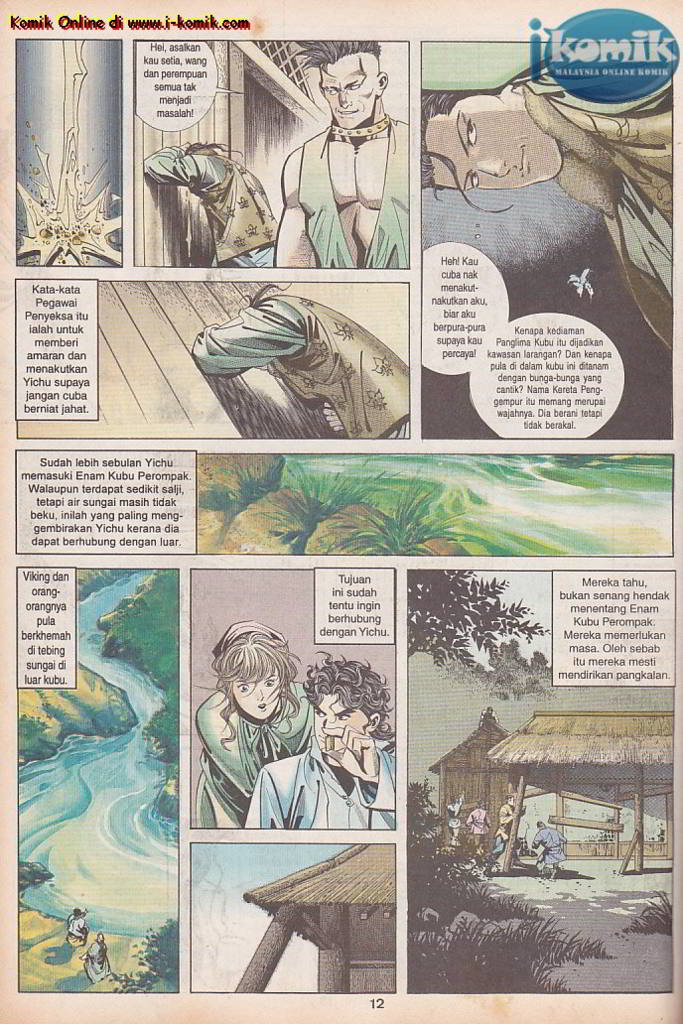 Komik Online di www.i-komik.com
ikomik
MALAYSIA ONLINE KOMIK
Hei, asalkan
kau setia, wang
dan perempuan
semua tak
menjadi
masalah!
Heh! Kau
cuba nak
menakut-
nakutkan aku,
biar aku
berpura-pura
supaya kau
percaya!
Kenapa kediaman
Panglima Kubu itu dijadikan
kawasan larangan? Dan kenapa
pula di dalam kubu ini ditanam
dengan bunga-bunga yang
cantik? Nama Kereta Peng-
gempur itu memang merupai
wajahnya. Dia berani tetapi
tidak berakal.
Kata-kata
Pegawai
Penyeksa itu
ialah untuk
memberi
amaran dan
menakutkan
Yichu supaya
jangan cuba
berniat jahat.
Sudah lebih sebulan Yichu
memasuki Enam Kubu Perompak.
Walaupun terdapat sedikit salji,
tetapi air sungai masih tidak
beku, inilah yang paling meng-
gembirakan Yichu kerana dia
dapat berhubung dengan luar.
Viking dan
orang-
orangnya
pula
berkhemah
di tebing
sungai di
luar kubu.
Tujuan
ini sudah
tentu ingin
berhubung
dengan Yichu.
Mereka tahu,
bukan senang hendak
menentang Enam
Kubu Perompak.
Mereka memerlukan
masa. Oleh sebab
itu mereka mesti
mendirikan pangkalan.
12